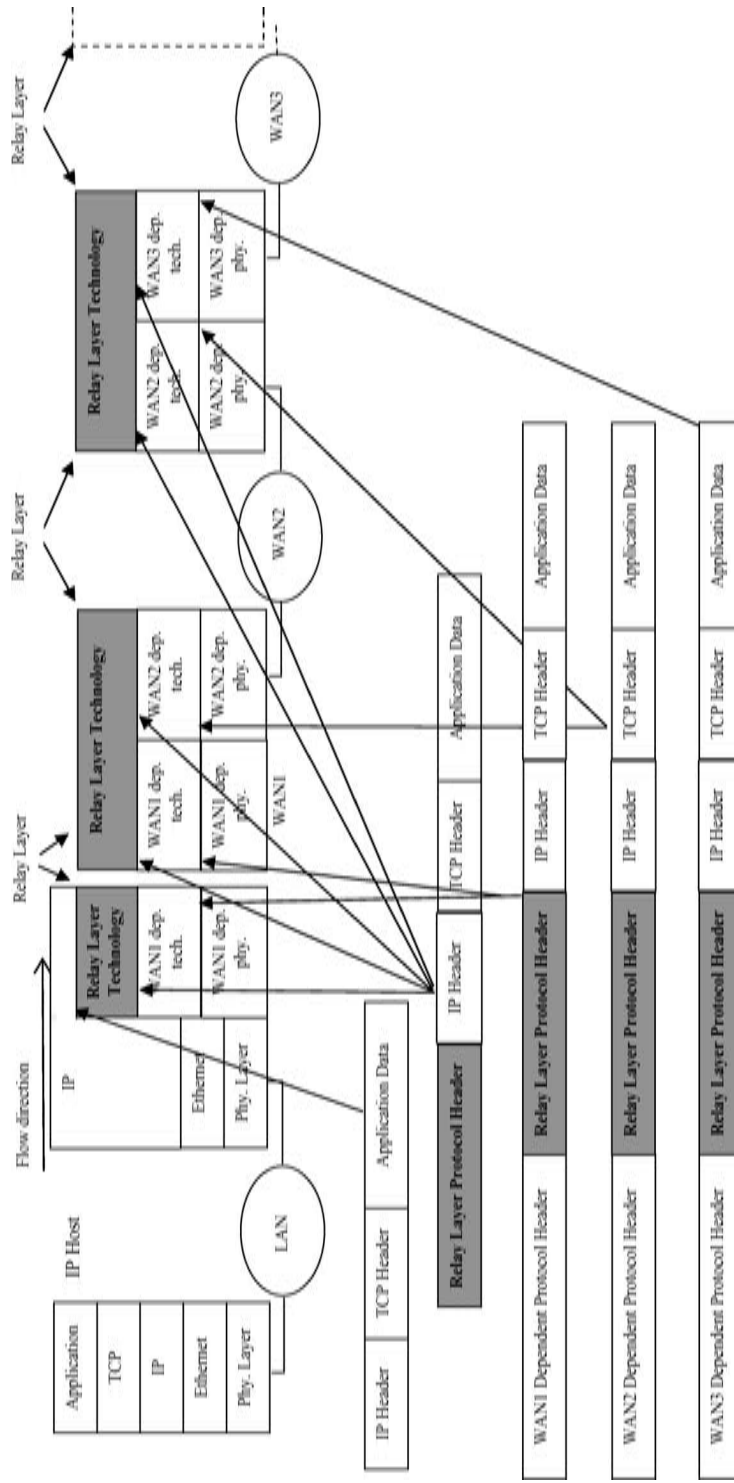 Flow direction
Relay Layer
Relay Layer
Relay Layer
IP Host
Application
TCP
IP
Ethernet
Phy. Layer
LAN
IP
Ethernet
Phy. Layer
Relay Layer
Technology
WAN1 dep.
tech.
WAN1 dep.
phy.
Relay Layer Technology
WAN1 dep.
tech.
WAN2 dep.
tech.
WAN1 dep.
phy.
WAN2 dep.
phy.
WAN1
WAN2
Relay Layer Technology
WAN2 dep.
tech.
WAN3 dep.
tech.
WAN2 dep.
phy.
WAN3 dep.
phy.
WAN3
IP Header
TCP Header
Application Data
Relay Layer Protocol Header
IP Header
TCP Header
Application Data
WAN1 Dependent Protocol Header
Relay Layer Protocol Header
IP Header
TCP Header
Application Data
WAN2 Dependent Protocol Header
Relay Layer Protocol Header
IP Header
TCP Header
Application Data
WAN3 Dependent Protocol Header
Relay Layer Protocol Header
IP Header
TCP Header
Application Data